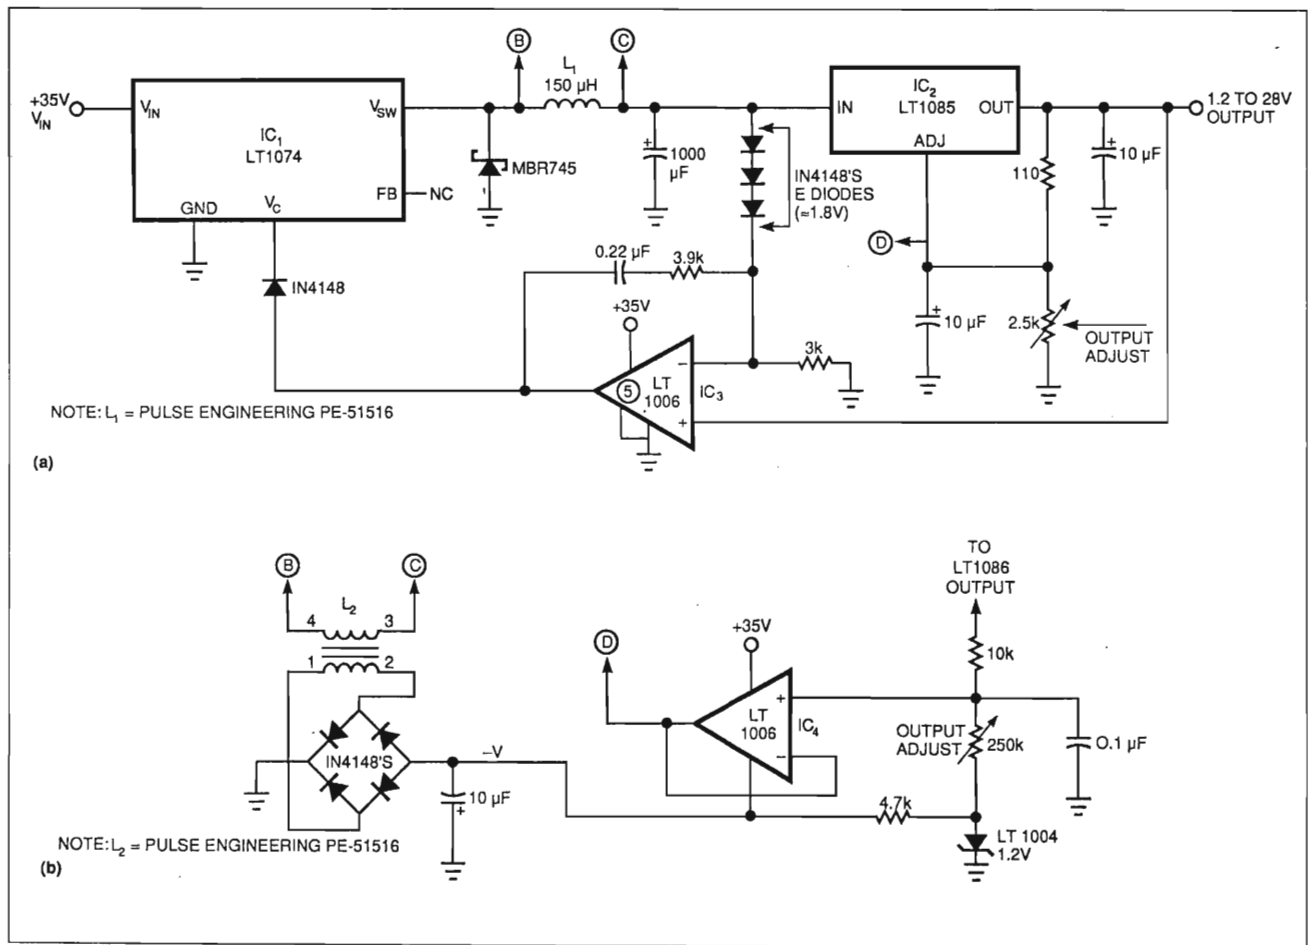 B
C
L1
150 µH
+35V
VIN
VIN
VSW
IC1
LT1074
FB
NC
GND
VC
MBR745
+
1000
µF
IN4148'S
E DIODES
(≈1.8V)
IN
IC2
LT1085
OUT
ADJ
1.2 TO 28V
OUTPUT
110
+
10 µF
D
+
10 µF
2.5k
OUTPUT
ADJUST
0.22 µF
3.9k
IN4148
+35V
5
LT
1006
IC3
−
+
3k
NOTE: L1 = PULSE ENGINEERING PE-51516
(a)
B
C
L2
4
3
1
2
IN4148'S
−V
10 µF
+
D
+35V
LT
1006
IC4
+
−
TO
LT1086
OUTPUT
10k
OUTPUT
ADJUST
250k
0.1 µF
4.7k
LT 1004
1.2V
NOTE: L2 = PULSE ENGINEERING PE-51516
(b)